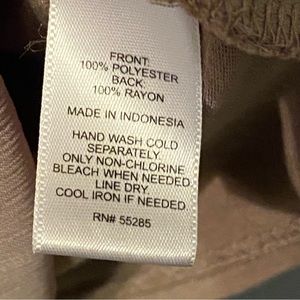 FRONT:
100% POLYESTER
BACK:
100% RAYON
MADE IN INDONESIA
HAND WASH COLD
SEPARATELY.
ONLY NON-CHLORINE
BLEACH WHEN NEEDED
LINE DRY.
COOL IRON IF NEEDED
RN# 55285